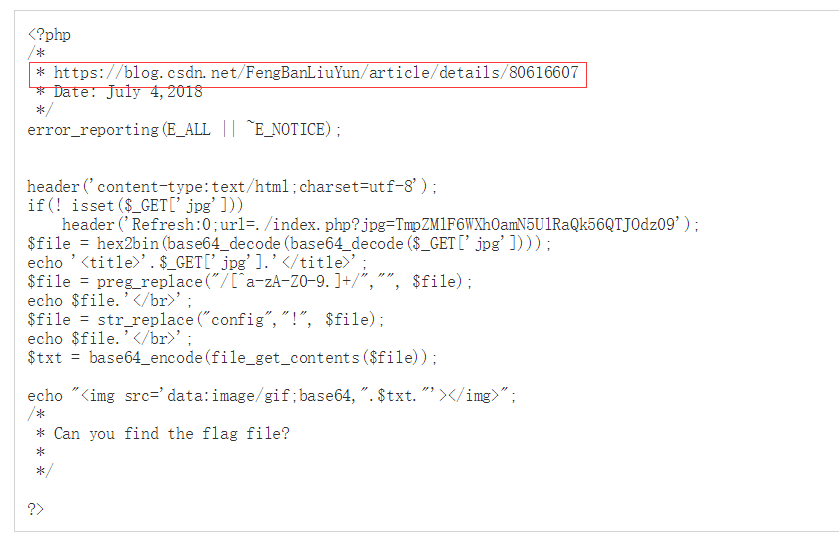 <?php
/*
 * https://blog.csdn.net/FengBanLiuYun/article/details/80616607
 * Date: July 4,2018
 */
error_reporting(E_ALL || ~E_NOTICE);
header('content-type:text/html;charset=utf-8');
if(! isset($_GET['jpg']))
    header('Refresh:0;url=./index.php?jpg=TmpZMlF6WXhOamN5UlRaQk56QTJOdz09');
$file = hex2bin(base64_decode(base64_decode($_GET['jpg'])));
echo '<title>'.$_GET['jpg'].'</title>';
$file = preg_replace("/[^a-zA-Z0-9.]+/","", $file);
echo $file.'</br>';
$file = str_replace("config","!", $file);
echo $file.'</br>';
$txt = base64_encode(file_get_contents($file));
echo "<img src='data:image/gif;base64,".$txt."'></img>";
/*
 * Can you find the flag file?
 *
 */
?>